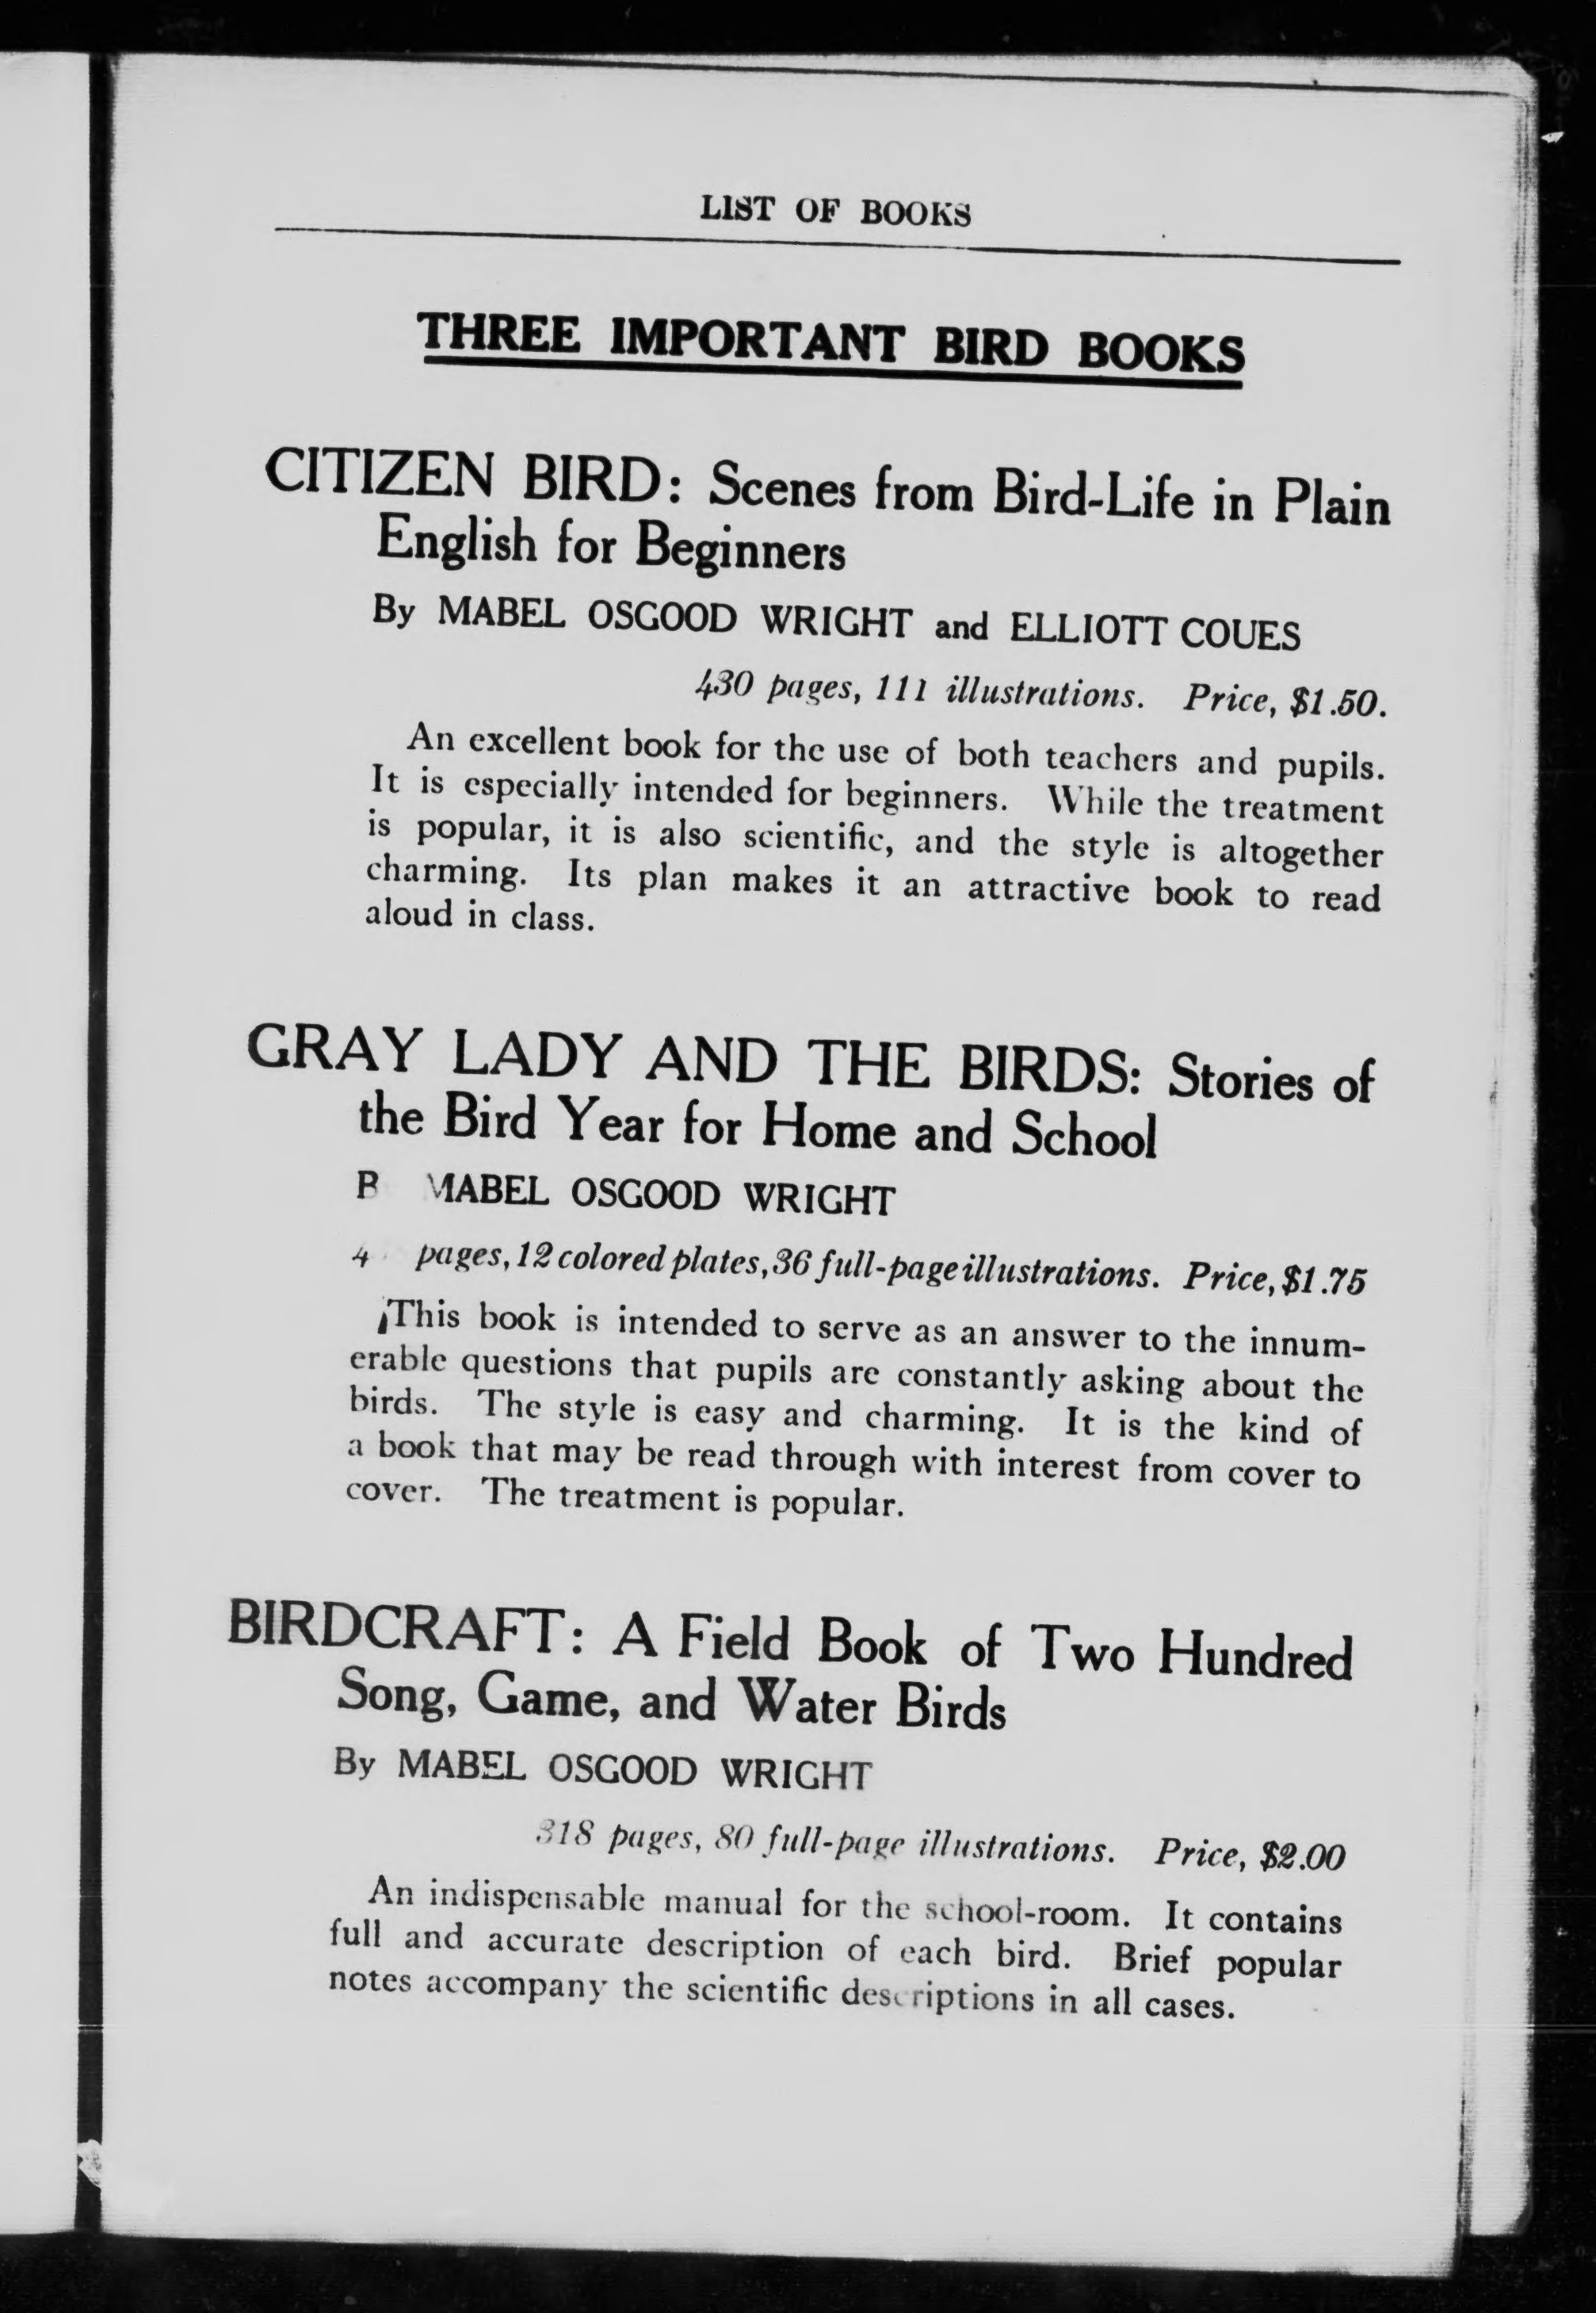 LIST OF BOOKS
THREE IMPORTANT BIRD BOOKS
CITIZEN BIRD: Scenes from Bird-Life in Plain
English for Beginners
By MABEL OSGOOD WRIGHT and ELLIOTT COUES
430 pages, 111 illustrations. Price, $1.50.
An excellent book for the use of both teachers and pupils.
It is especially intended for beginners. While the treatment
is popular, it is also scientific, and the style is altogether
charming. Its plan makes it an attractive book to read
aloud in class.
GRAY LADY AND THE BIRDS: Stories of
the Bird Year for Home and School
B MABEL OSGOOD WRIGHT
4 pages, 12 colored plates, 36 full-page illustrations. Price, $1.75
This book is intended to serve as an answer to the innum-
erable questions that pupils are constantly asking about the
birds. The style is easy and charming. It is the kind of
a book that may be read through with interest from cover to
cover. The treatment is popular.
BIRDCRAFT: A Field Book of Two Hundred
Song, Game, and Water Birds
By MABEL OSGOOD WRIGHT
318 pages, 80 full-page illustrations. Price, $2.00
An indispensable manual for the school-room. It contains
full and accurate description of each bird. Brief popular
notes accompany the scientific descriptions in all cases.